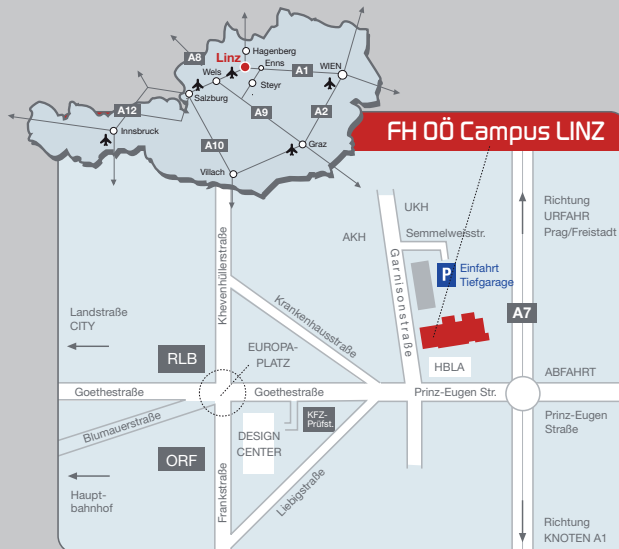 Hagenberg
A8
Linz
Enns
Wels
A1
WIEN
Steyr
Salzburg
A12
A9
A2
Innsbruck
A10
Graz
Villach
FH OÖ Campus LINZ
UKH
Semmelweisstr.
AKH
Richtung
URFAHR
Prag/Freistadt
Khevenhüllerstraße
Garnisonstraße
P
Einfahrt
Tiefgarage
Landstraße
CITY
Krankenhausstraße
A7
RLB
EUROPA-
PLATZ
HBLA
ABFAHRT
Goethestraße
Goethestraße
Prinz-Eugen Str.
Blumauerstraße
KFZ-
Prüfst.
Prinz-Eugen
Straße
DESIGN
CENTER
ORF
Haupt-
bahnhof
Frankstraße
Liebigstraße
Richtung
KNOTEN A1